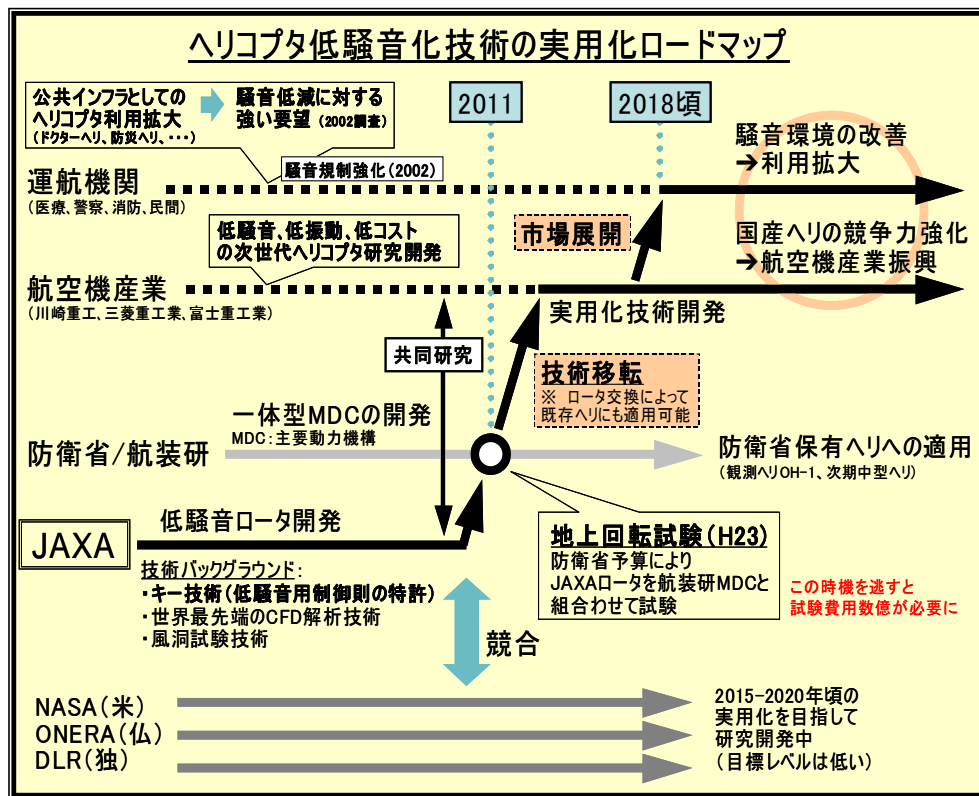 ヘリコプタ低騒音化技術の実用化ロードマップ
公共インフラとしての
ヘリコプタ利用拡大
(ドクターヘリ、防災ヘリ、・・・)
騒音低減に対する
強い要望 (2002調査)
2011
2018頃
騒音規制強化(2002)
運航機関
(医療、警察、消防、民間)
騒音環境の改善
→利用拡大
低騒音、低振動、低コスト
の次世代ヘリコプタ研究開発
市場展開
国産ヘリの競争力強化
→航空機産業振興
航空機産業
(川崎重工、三菱重工業、富士重工業)
実用化技術開発
共同研究
技術移転
※ ロータ交換によって
既存ヘリにも適用可能
一体型MDCの開発
MDC:主要動力機構
防衛省/航装研
防衛省保有ヘリへの適用
(観測ヘリOH-1、次期中型ヘリ)
JAXA
低騒音ロータ開発
技術バックグラウンド:
・キー技術(低騒音用制御則の特許)
・世界最先端のCFD解析技術
・風洞試験技術
地上回転試験(H23)
防衛省予算により
JAXAロータを航装研MDCと
組合わせて試験
この時機を逃すと
試験費用数億が必要に
競合
NASA(米)
ONERA(仏)
DLR(独)
2015-2020年頃の
実用化を目指して
研究開発中
(目標レベルは低い)